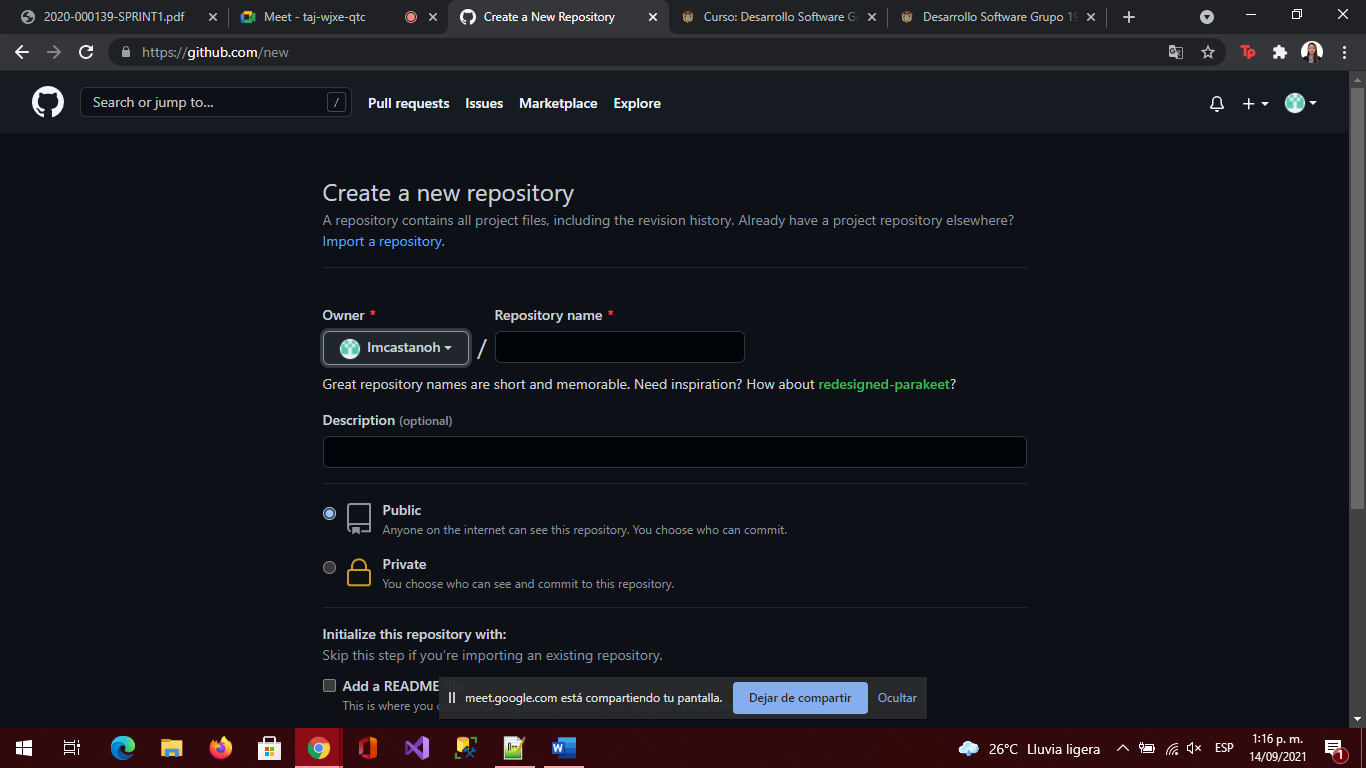 2020-000139-SPRINT1.pdf
Meet - taj-wjxe-qtc
Create a New Repository
Curso: Desarrollo Software G
Desarrollo Software Grupo 19
https://github.com/new
Search or jump to...
/
Pull requests
Issues
Marketplace
Explore
Create a new repository
A repository contains all project files, including the revision history. Already have a project repository elsewhere?
Import a repository.
Owner *
Repository name *
lmcastanoh
/
Great repository names are short and memorable. Need inspiration? How about redesigned-parakeet?
Description (optional)
Public
Anyone on the internet can see this repository. You choose who can commit.
Private
You choose who can see and commit to this repository.
Initialize this repository with:
Skip this step if you're importing an existing repository.
Add a README
This is where you
meet.google.com está compartiendo tu pantalla.
Dejar de compartir
Ocultar
26°C Lluvia ligera
ESP
1:16 p. m.
14/09/2021
1